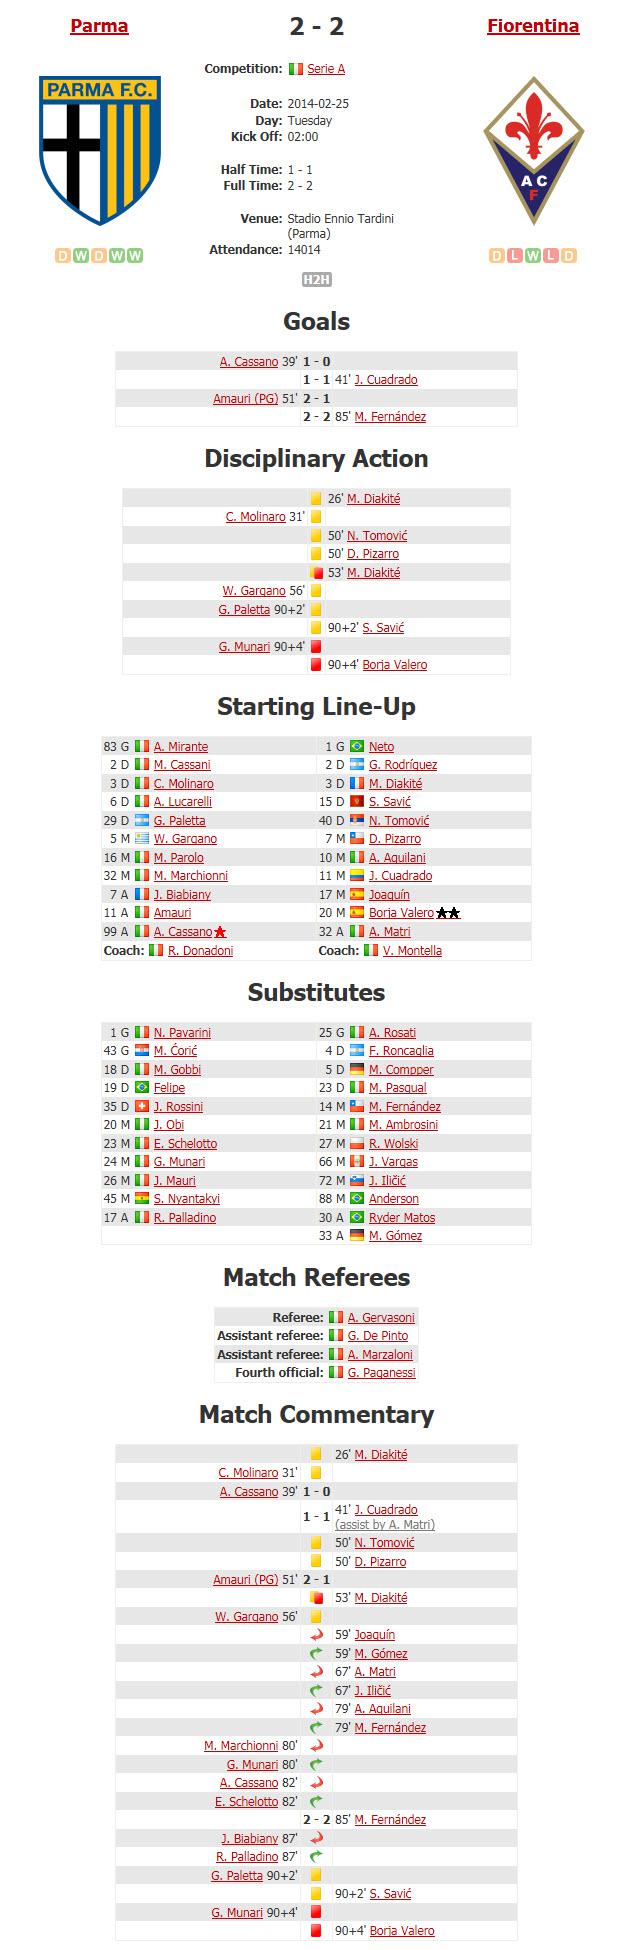 Parma 2 - 2 Fiorentina
Competition: Serie A
PARMA F.C.
Date: 2014-02-25
Day: Tuesday
Kick Off: 02:00
Half Time: 1 - 1
Full Time: 2 - 2
A C
F
Venue: Stadio Ennio Tardini
(Parma)
Attendance: 14014
D W D W W
D L W L D
H2H
Goals
A. Cassano 39' 1 - 0
1 - 1 41' J. Cuadrado
Amauri (PG) 51' 2 - 1
2 - 2 85' M. Fernández
Disciplinary Action
26' M. Diakité
C. Molinaro 31'
50' N. Tomović
50' D. Pizarro
53' M. Diakité
W. Gargano 56'
G. Paletta 90+2'
90+2' S. Savić
G. Munari 90+4'
90+4' Borja Valero
Starting Line-Up
83 G A. Mirante 1 G Neto
2 D M. Cassani 2 D G. Rodríguez
3 D C. Molinaro 3 D M. Diakité
6 D A. Lucarelli 15 D S. Savić
29 D G. Paletta 40 D N. Tomović
5 M W. Gargano 7 M D. Pizarro
16 M M. Parolo 10 M A. Aquilani
32 M M. Marchionni 11 M J. Cuadrado
7 A J. Biabiany 17 M Joaquín
11 A Amauri 20 M Borja Valero
99 A A. Cassano 32 A A. Matri
Coach: R. Donadoni Coach: V. Montella
Substitutes
1 G N. Pavarini 25 G A. Rosati
43 G M. Ćorić 4 D F. Roncaglia
18 D M. Gobbi 5 D M. Compper
19 D Felipe 23 D M. Pasqual
35 D J. Rossini 14 M M. Fernández
20 M J. Obi 21 M M. Ambrosini
23 M E. Schelotto 27 M R. Wolski
24 M G. Munari 66 M J. Vargas
26 M J. Mauri 72 M J. Iličić
45 M S. Nyantakyi 88 M Anderson
17 A R. Palladino 30 A Ryder Matos
33 A M. Gómez
Match Referees
Referee: A. Gervasoni
Assistant referee: G. De Pinto
Assistant referee: A. Marzaloni
Fourth official: G. Paganessi
Match Commentary
26' M. Diakité
C. Molinaro 31'
A. Cassano 39' 1 - 0
1 - 1 41' J. Cuadrado
(assist by A. Matri)
50' N. Tomović
50' D. Pizarro
Amauri (PG) 51' 2 - 1
53' M. Diakité
W. Gargano 56'
59' Joaquín
59' M. Gómez
67' A. Matri
67' J. Iličić
79' A. Aquilani
79' M. Fernández
M. Marchionni 80'
G. Munari 80'
A. Cassano 82'
E. Schelotto 82'
2 - 2 85' M. Fernández
J. Biabiany 87'
R. Palladino 87'
G. Paletta 90+2'
90+2' S. Savić
G. Munari 90+4'
90+4' Borja Valero